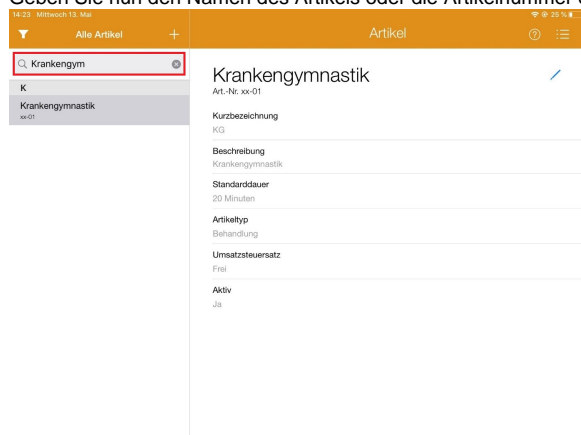 Geben Sie nun den Namen des Artikels oder die Artikelnummer
14:23 Mittwoch 13. Mai
25 %
Alle Artikel +
Artikel
Krankengym
K
Krankengymnastik
xx-01
Krankengymnastik
Art.-Nr. xx-01
Kurzbezeichnung
KG
Beschreibung
Krankengymnastik
Standarddauer
20 Minuten
Artikeltyp
Behandlung
Umsatzsteuersatz
Frei
Aktiv
Ja